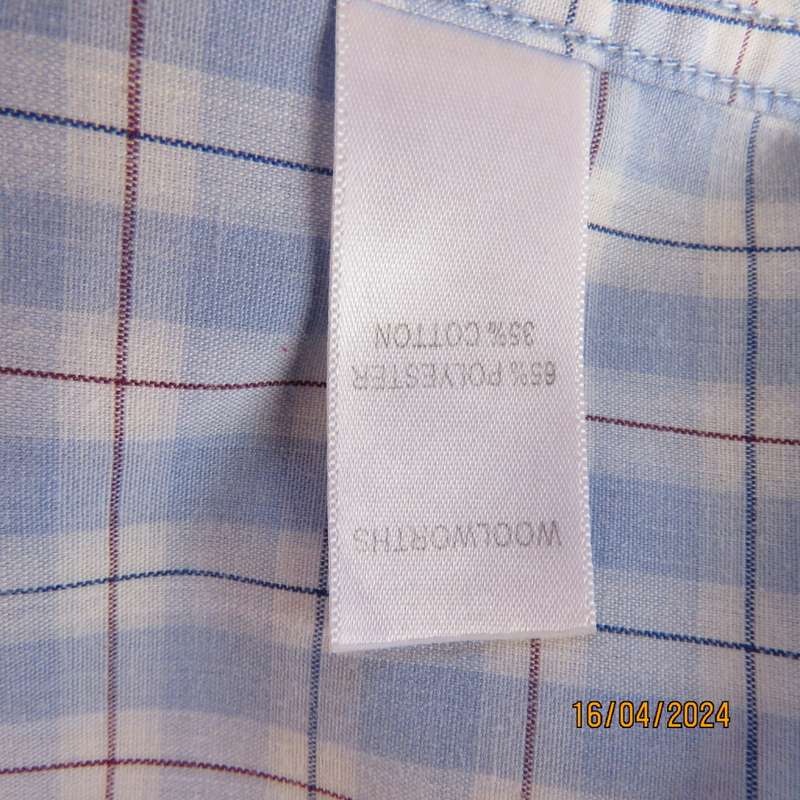 WOOLWORTHS
65% POLYESTER
35% COTTON
16/04/2024